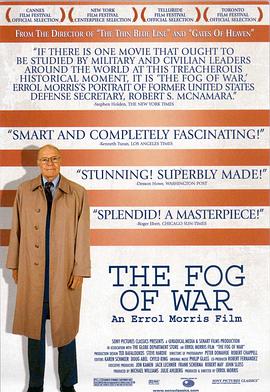 CANNES
FILM FESTIVAL
OFFICIAL SELECTION
NEW YORK
FILM FESTIVAL
CENTERPIECE SELECTION
TELLURIDE
FILM FESTIVAL
OFFICIAL SELECTION
TORONTO
FILM FESTIVAL
OFFICIAL SELECTION
FROM THE DIRECTOR OF "THE THIN BLUE LINE" AND "GATES OF HEAVEN"
"IF THERE IS ONE MOVIE THAT OUGHT TO
BE STUDIED BY MILITARY AND CIVILIAN LEADERS
AROUND THE WORLD AT THIS TREACHEROUS
HISTORICAL MOMENT, IT IS 'THE FOG OF WAR,'
ERROL MORRIS'S PORTRAIT OF FORMER UNITED STATES
DEFENSE SECRETARY, ROBERT S. MCNAMARA."
-Stephen Holden, THE NEW YORK TIMES
"SMART AND COMPLETELY FASCINATING!"
-Kenneth Turan, LOS ANGELES TIMES
"STUNNING! SUPERBLY MADE!"
-Desson Howe, WASHINGTON POST
"SPLENDID! A MASTERPIECE!"
-Roger Ebert, CHICAGO SUN-TIMES
THE FOG
OF WAR
An Errol Morris Film
SONY PICTURES CLASSICS